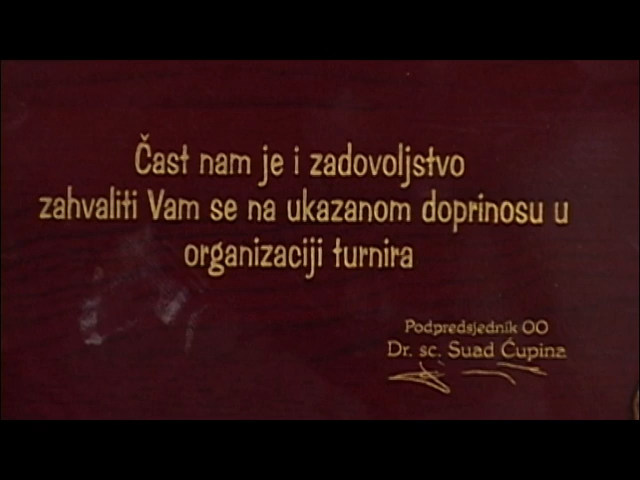 Čast nam je i zadovoljstvo
zahvaliti Vam se na ukazanom doprinosu u
organizaciji turnira
Podpredsjednik OO
Dr. sc. Suad Ćupina